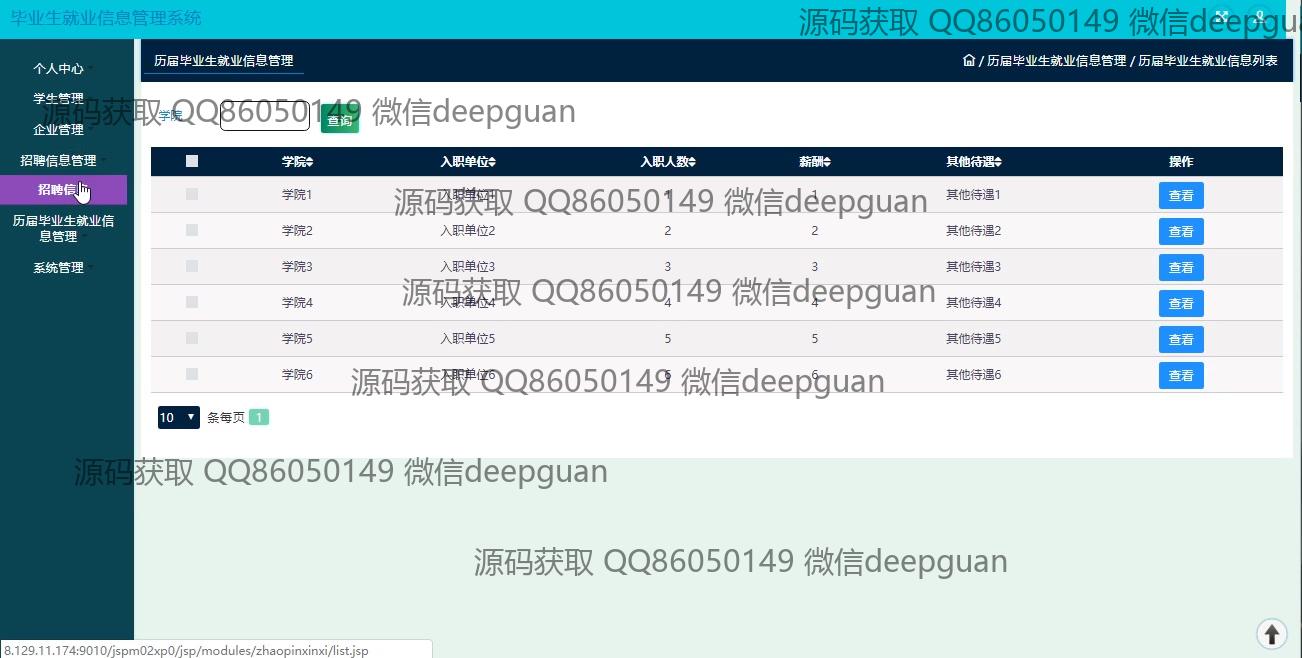 毕业生就业信息管理系统
源码获取 QQ86050149 微信deepgua
个人中心
学生管理
企业管理
招聘信息管理
招聘信
历届毕业生就业信
息管理
系统管理
历届毕业生就业信息管理
/ 历届毕业生就业信息管理 / 历届毕业生就业信息列表
学院
查询
源码获取 QQ86050149 微信deepguan
学院 入职单位 入职人数 薪酬 其他待遇 操作
学院1 入职单位1 1 1 其他待遇1 查看
源码获取 QQ86050149 微信deepguan
学院2 入职单位2 2 2 其他待遇2 查看
学院3 入职单位3 3 3 其他待遇3 查看
源码获取 QQ86050149 微信deepguan
学院4 入职单位4 4 4 其他待遇4 查看
学院5 入职单位5 5 5 其他待遇5 查看
学院6 入职单位6 6 6 其他待遇6 查看
源码获取 QQ86050149 微信deepguan
10 条每页 1
源码获取 QQ86050149 微信deepguan
源码获取 QQ86050149 微信deepguan
8.129.11.174:9010/jspm02xp0/jsp/modules/zhaopinxinxi/list.jsp